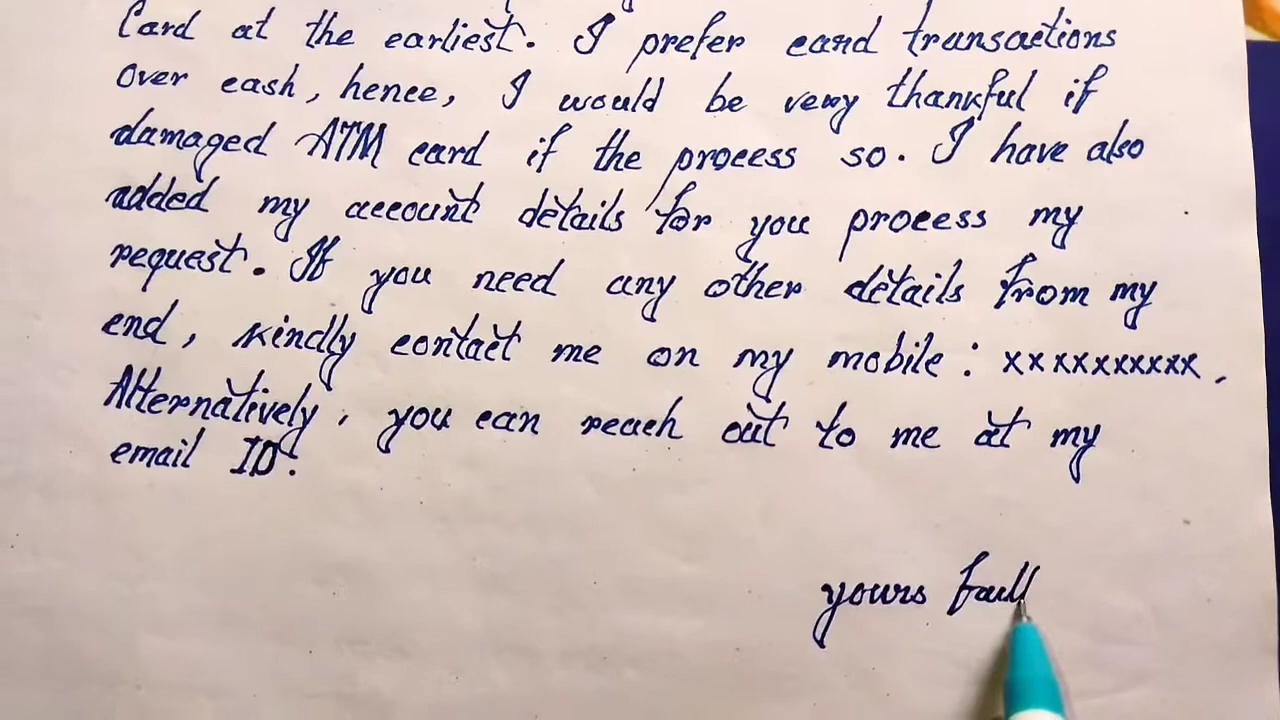 Card at the earliest. I prefer card transactions
over cash, hence, I would be very thankful if
damaged ATM card if the process so. I have also
added my account details for you process my
request. If you need any other details from my
end, kindly contact me on my mobile : xxxxxxxxxx.
Alternatively, you can reach out to me at my
email ID.
yours